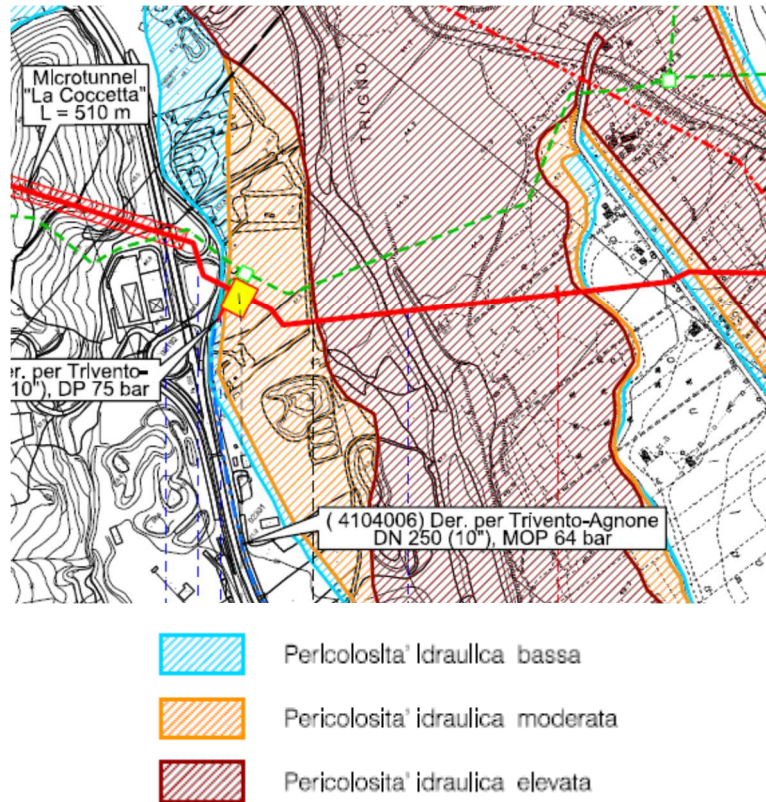 Microtunnel
"La Coccetta"
L = 510 m
TRIGNO
er. per Trivento-
10"), DP 75 bar
( 4104006) Der. per Trivento-Agnone
DN 250 (10"), MOP 64 bar
Pericolosita' idraulica bassa
Pericolosita' idraulica moderata
Pericolosita' idraulica elevata